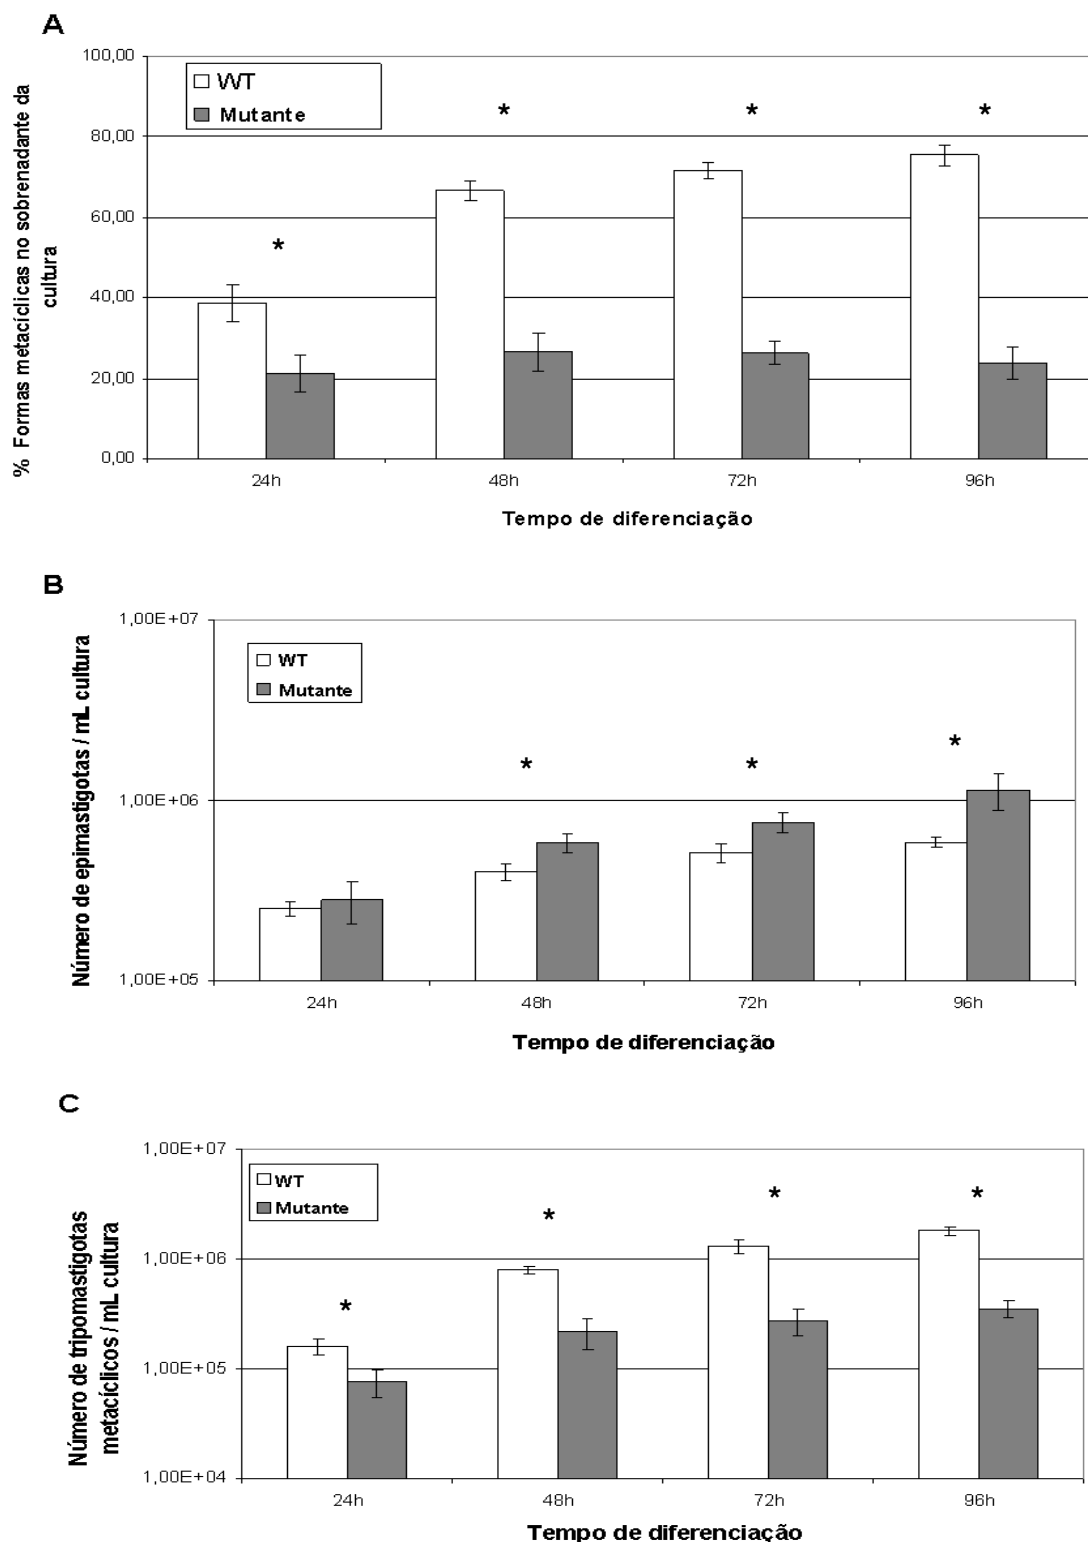 A
% Formas metacíclicas no sobrenadante da
cultura
100,00
80,00
60,00
40,00
20,00
0,00
WT
Mutante
*
*
*
*
24h
48h
72h
96h
Tempo de diferenciação
B
Número de epimastigotas / mL cultura
1,00E+07
1,00E+06
1,00E+05
WT
Mutante
*
*
*
24h
48h
72h
96h
Tempo de diferenciação
C
Número de tripomastigotas
metacíclicos / mL cultura
1,00E+07
1,00E+06
1,00E+05
1,00E+04
WT
Mutante
*
*
*
*
24h
48h
72h
96h
Tempo de diferenciação